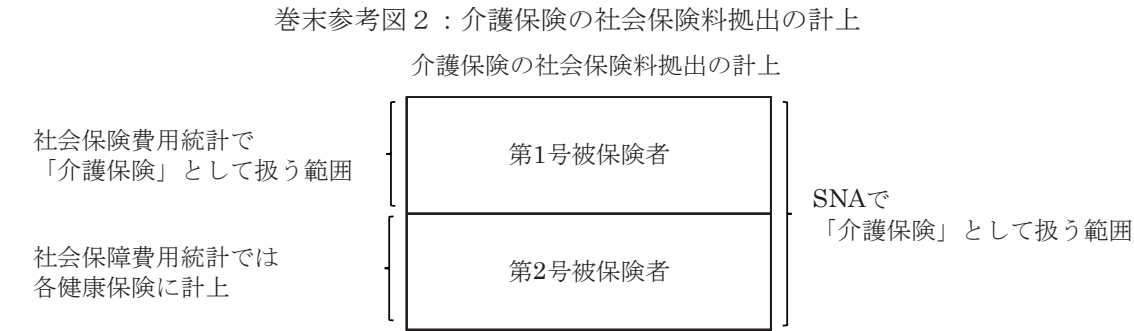 巻末参考図２：介護保険の社会保険料拠出の計上
介護保険の社会保険料拠出の計上
社会保険費用統計で
「介護保険」として扱う範囲
第1号被保険者
SNAで
「介護保険」として扱う範囲
社会保障費用統計では
各健康保険に計上
第2号被保険者